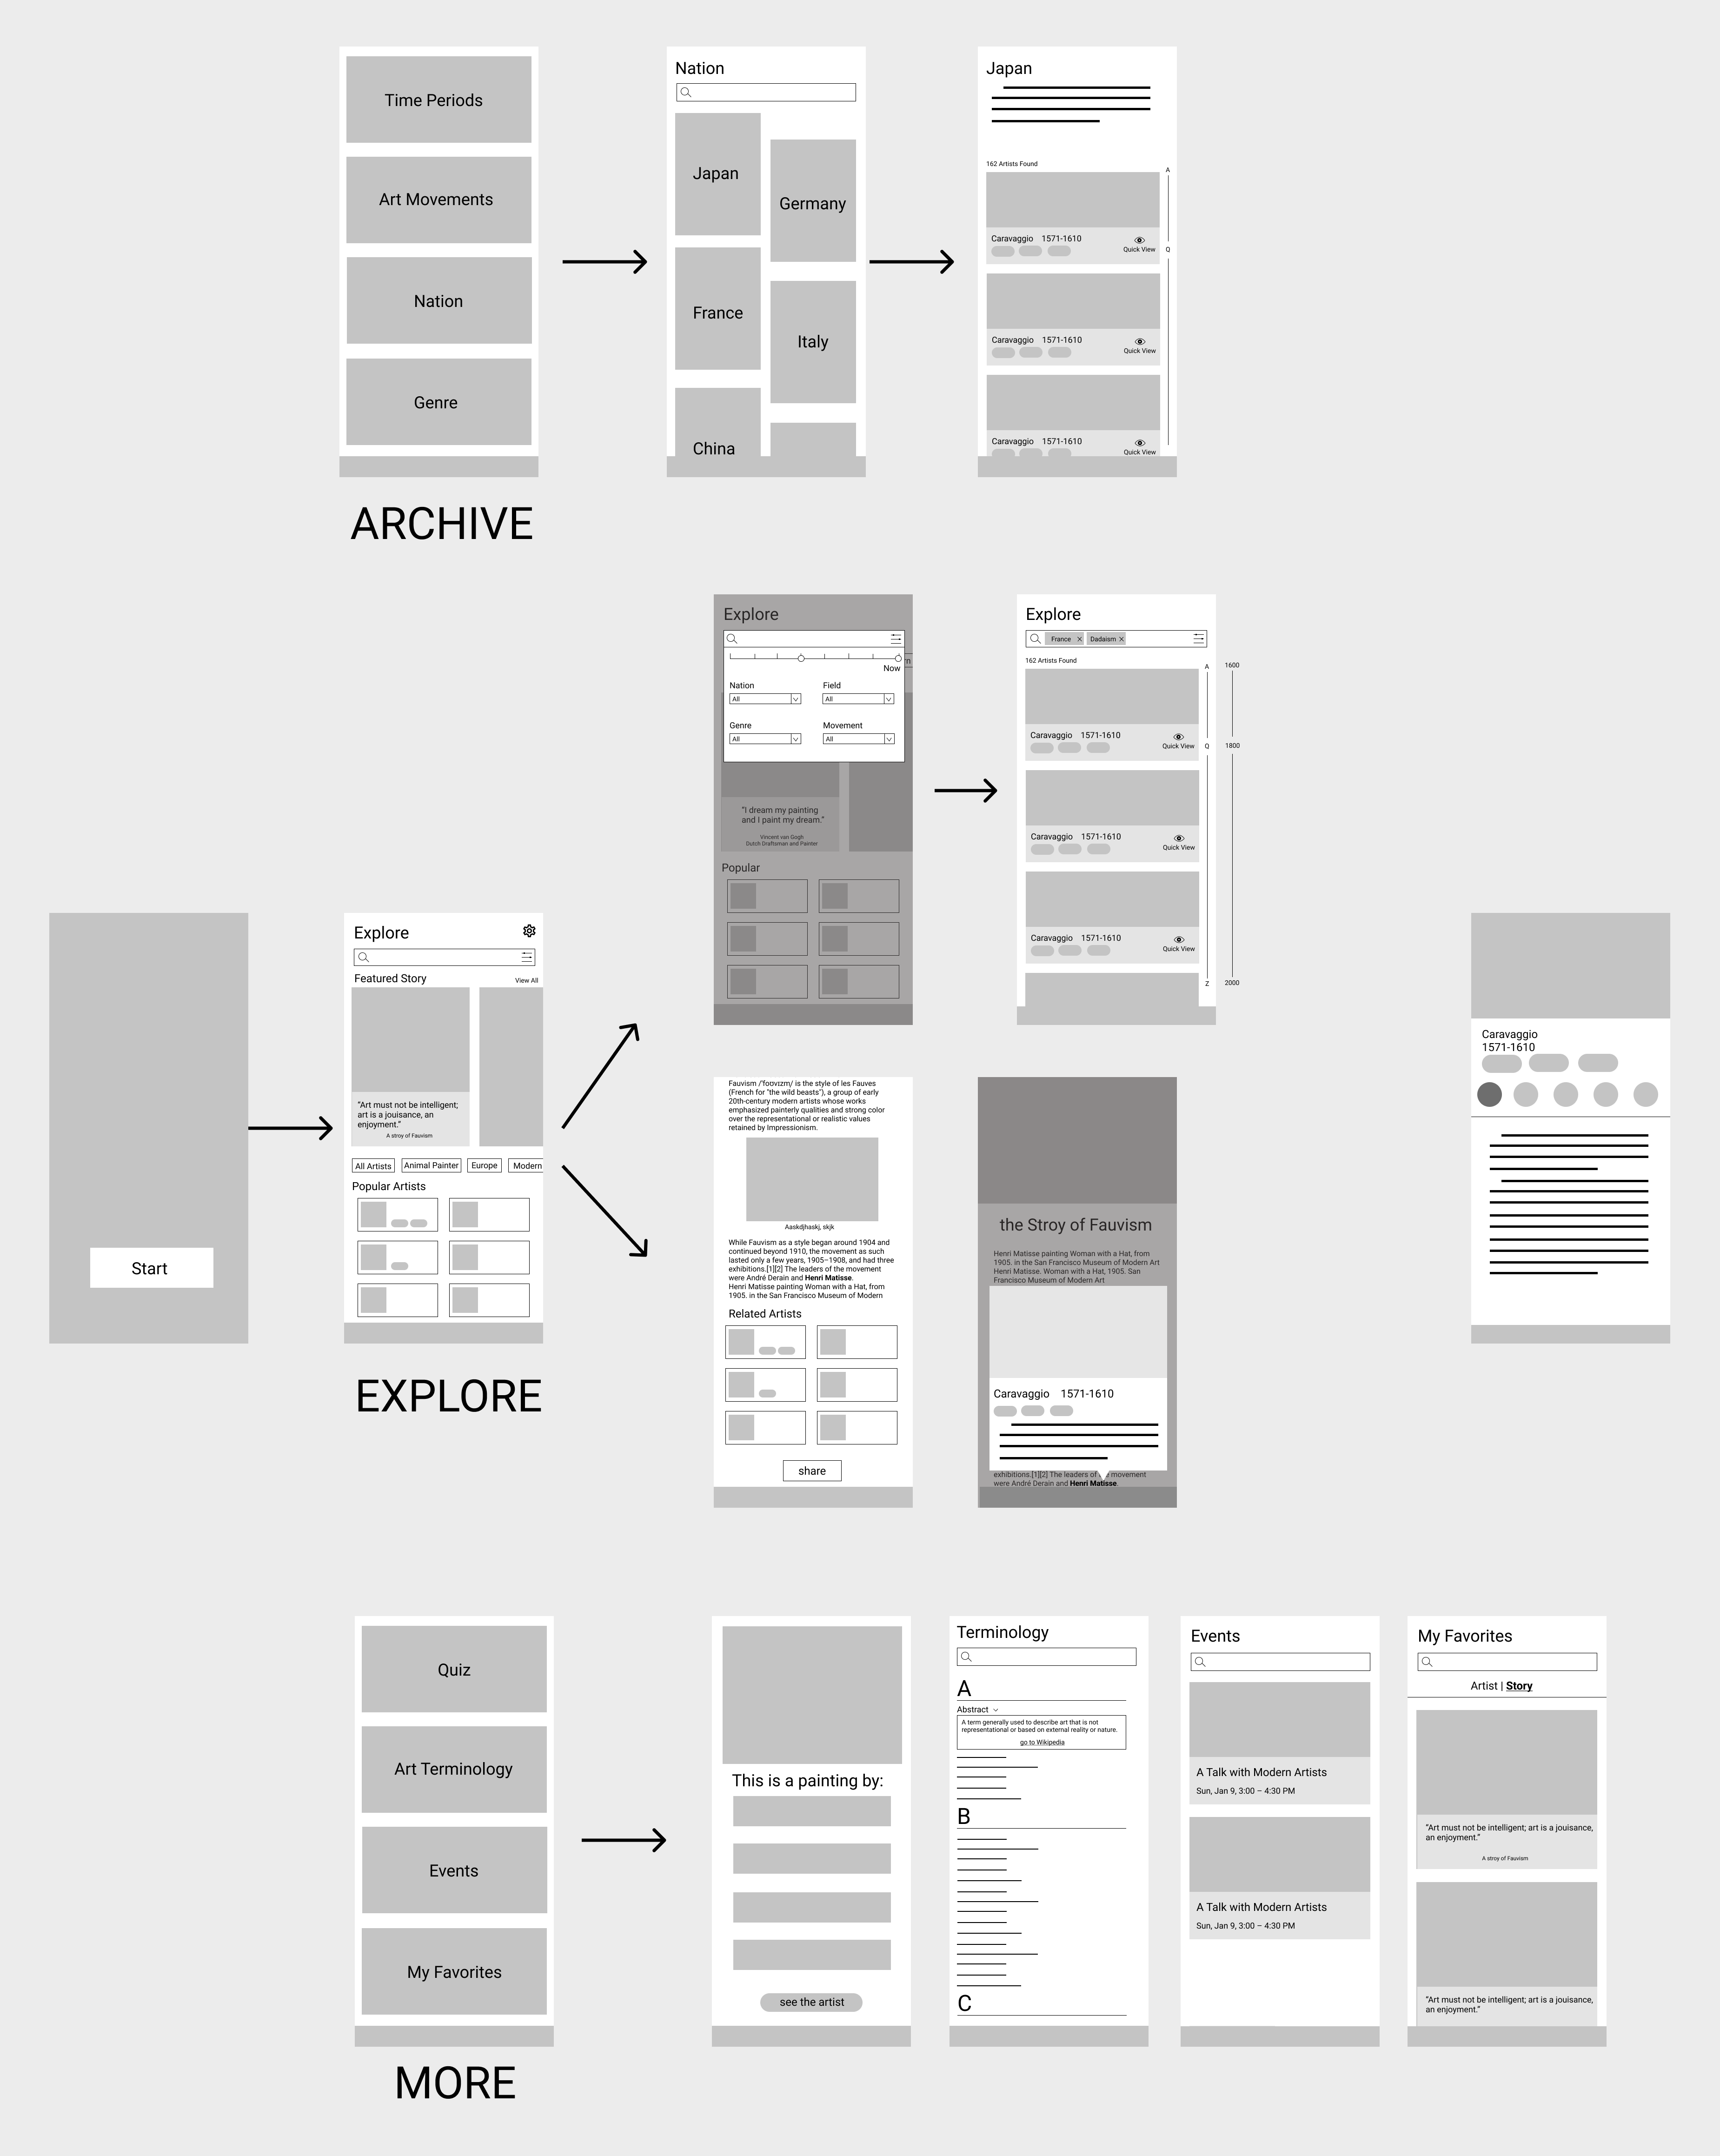 Time Periods
Art Movements
Nation
Genre
ARCHIVE
Nation
Japan
Germany
France
Italy
China
Japan
162 Artists Found
A
Caravaggio 1571-1610
Quick View
Q
Caravaggio 1571-1610
Quick View
Caravaggio 1571-1610
Quick View
Start
Explore
Featured Story
View All
“Art must not be intelligent;
art is a jouisance, an
enjoyment.”
A stroy of Fauvism
All Artists
Animal Painter
Europe
Modern
Popular Artists
EXPLORE
Explore
Now
Nation
Field
All
All
Genre
Movement
All
All
“I dream my painting
and I paint my dream.”
Vincent van Gogh
Dutch Draftsman and Painter
Popular
Explore
France ×
Dadaism ×
162 Artists Found
A
1600
Caravaggio 1571-1610
Quick View
Q
1800
Caravaggio 1571-1610
Quick View
Caravaggio 1571-1610
Quick View
Z
2000
Fauvism /ˈfoʊvɪzm/ is the style of les Fauves
(French for "the wild beasts"), a group of early
20th-century modern artists whose works
emphasized painterly qualities and strong color
over the representational or realistic values
retained by Impressionism.
Aaskdjhaskj, skjk
While Fauvism as a style began around 1904 and
continued beyond 1910, the movement as such
lasted only a few years, 1905–1908, and had three
exhibitions.[1][2] The leaders of the movement
were André Derain and Henri Matisse.
Henri Matisse painting Woman with a Hat, from
1905. in the San Francisco Museum of Modern
Related Artists
share
the Stroy of Fauvism
Henri Matisse painting Woman with a Hat, from
1905. in the San Francisco Museum of Modern Art
Henri Matisse. Woman with a Hat, 1905. San
Francisco Museum of Modern Art
Caravaggio 1571-1610
exhibitions.[1][2] The leaders of movement
were André Derain and Henri Matisse.
Caravaggio
1571-1610
Quiz
Art Terminology
Events
My Favorites
MORE
This is a painting by:
see the artist
Terminology
A
Abstract
A term generally used to describe art that is not
representational or based on external reality or nature.
go to Wikipedia
B
C
Events
A Talk with Modern Artists
Sun, Jan 9, 3:00 – 4:30 PM
A Talk with Modern Artists
Sun, Jan 9, 3:00 – 4:30 PM
My Favorites
Artist | Story
“Art must not be intelligent; art is a jouisance,
an enjoyment.”
A stroy of Fauvism
“Art must not be intelligent; art is a jouisance,
an enjoyment.”